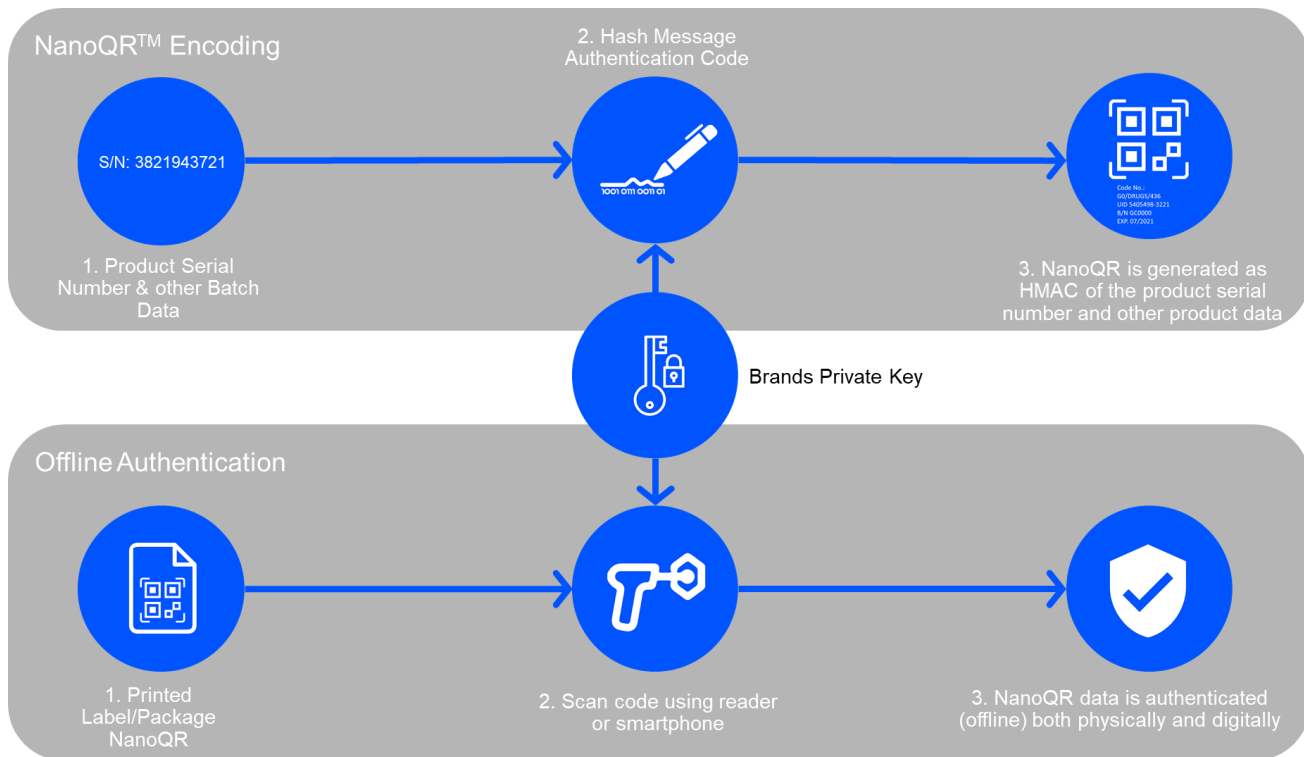 NanoQR™ Encoding
2. Hash Message
Authentication Code
S/N: 3821943721
1001 011 0011 01
Code No.:
G0/DRUGS/436
UID 5405498-3221
B/N GC0000
EXP. 07/2021
1. Product Serial
Number & other Batch
Data
3. NanoQR is generated as
HMAC of the product serial
number and other product data
Brands Private Key
Offline Authentication
1. Printed
Label/Package
NanoQR
2. Scan code using reader
or smartphone
3. NanoQR data is authenticated
(offline) both physically and digitally